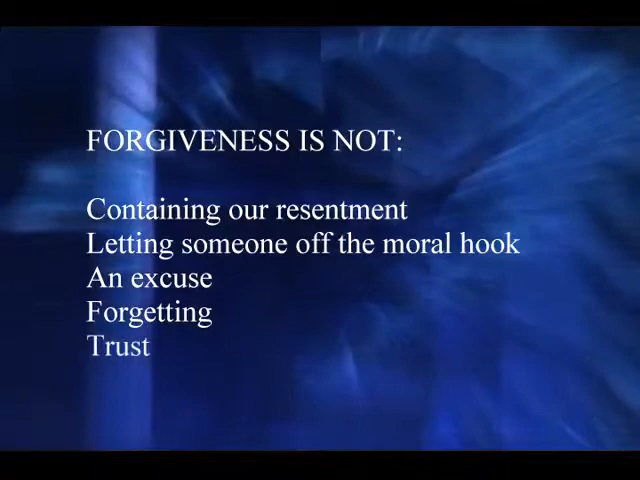 FORGIVENESS IS NOT:
Containing our resentment
Letting someone off the moral hook
An excuse
Forgetting
Trust